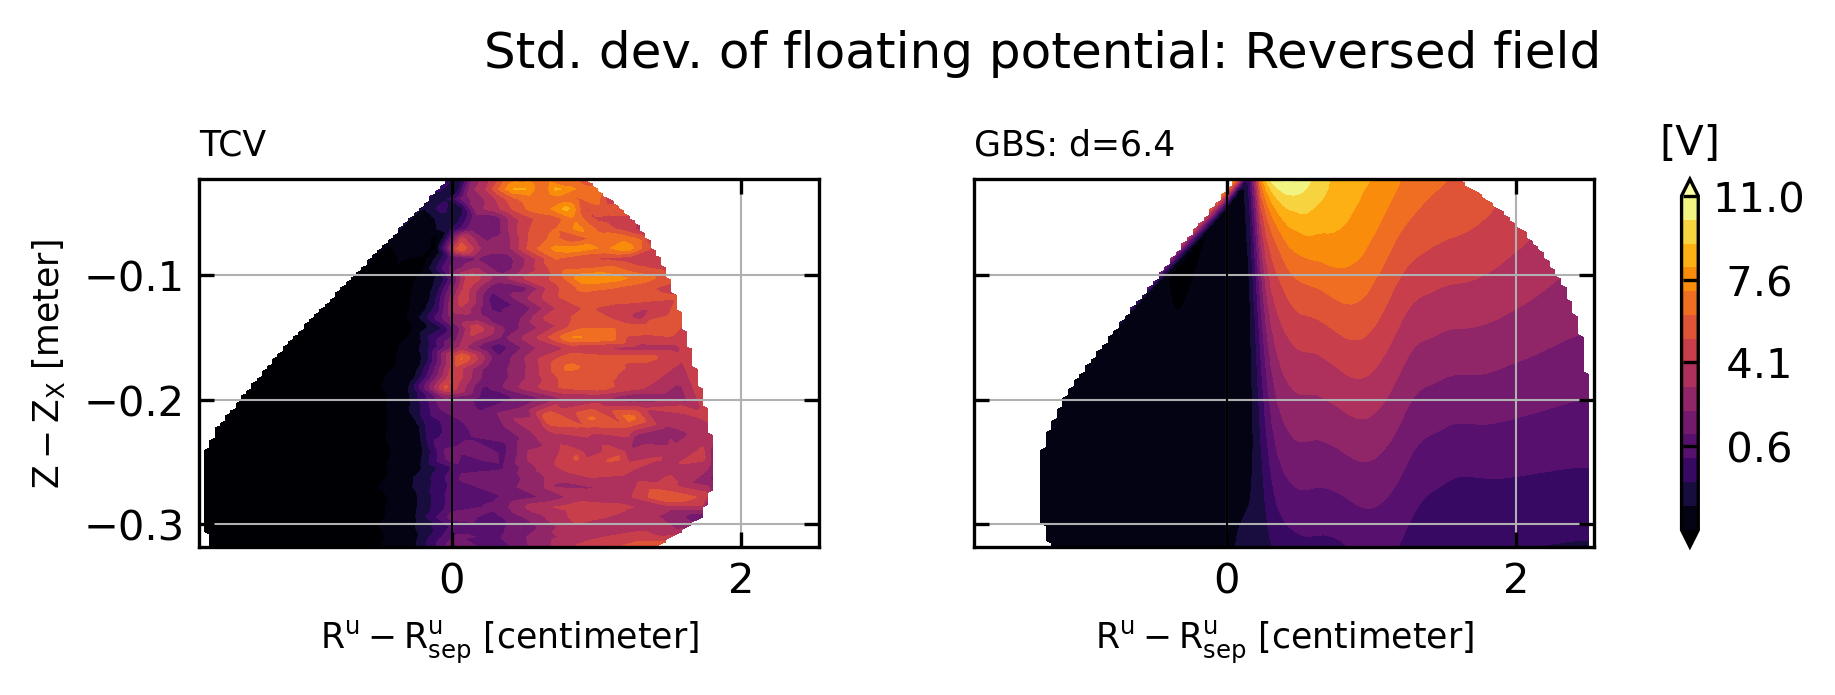 Std. dev. of floating potential: Reversed field
TCV
GBS: d=6.4
[V]
11.0
7.6
4.1
0.6
Z − Z_X [meter]
−0.1
−0.2
−0.3
0 2
0 2
R^u − R^u_sep [centimeter]
R^u − R^u_sep [centimeter]